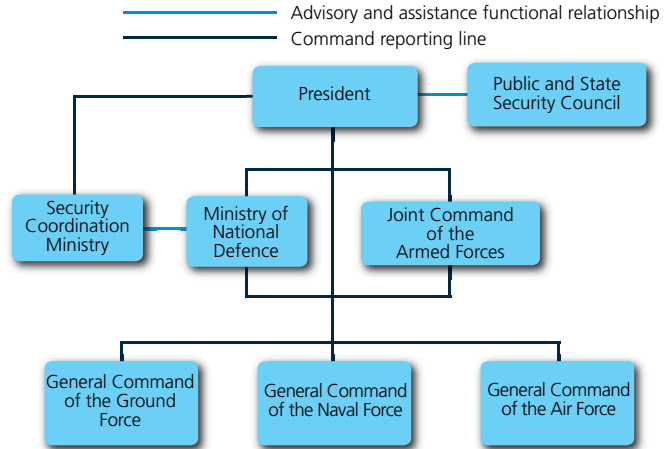 Advisory and assistance functional relationship
Command reporting line
President
Public and State
Security Council
Security
Coordination
Ministry
Ministry of
National
Defence
Joint Command
of the
Armed Forces
General Command
of the Ground
Force
General Command
of the Naval Force
General Command
of the Air Force